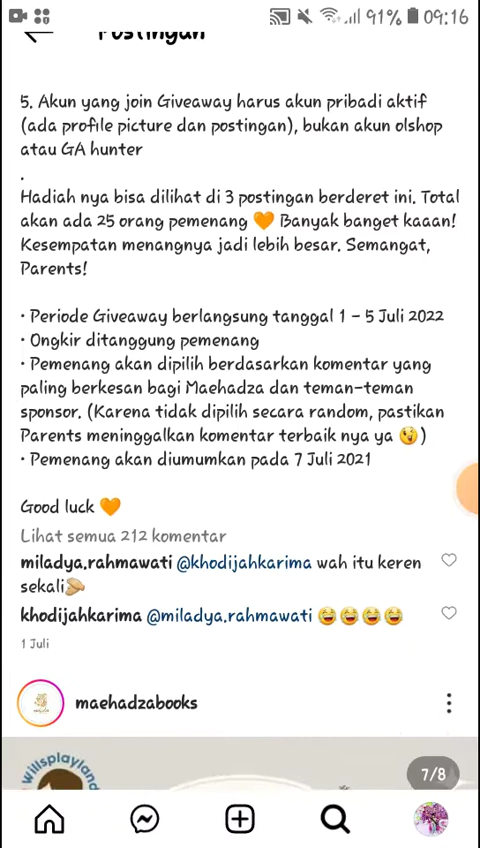 91% 09:16
Postingan
5. Akun yang join Giveaway harus akun pribadi aktif
(ada profile picture dan postingan), bukan akun olshop
atau GA hunter
.
Hadiah nya bisa dilihat di 3 postingan berderet ini. Total
akan ada 25 orang pemenang 🧡 Banyak banget kaaan!
Kesempatan menangnya jadi lebih besar. Semangat,
Parents!
• Periode Giveaway berlangsung tanggal 1 - 5 Juli 2022
• Ongkir ditanggung pemenang
• Pemenang akan dipilih berdasarkan komentar yang
paling berkesan bagi Maehadza dan teman-teman
sponsor. (Karena tidak dipilih secara random, pastikan
Parents meninggalkan komentar terbaik nya ya 😉)
• Pemenang akan diumumkan pada 7 Juli 2021
Good luck 🧡
Lihat semua 212 komentar
miladya.rahmawati @khodijahkarima wah itu keren
sekali👏🏼
khodijahkarima @miladya.rahmawati 😂😂😂😂
1 Juli
maehadzabooks
Willsplayland
7/8